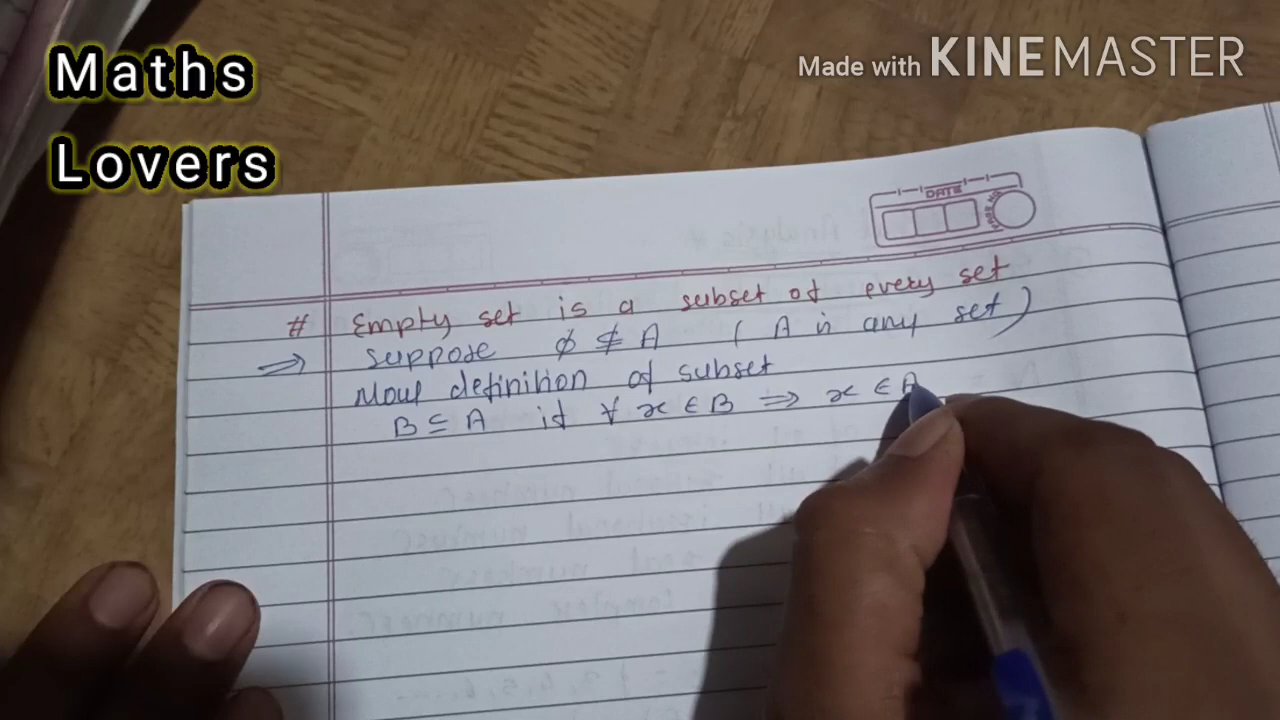 Maths
Lovers
Made with KINEMASTER
DATE
# Empty set is a subset of every set
⇒ Suppose ϕ ⊈ A ( A is any set )
Now definition of subset
B ⊆ A if ∀ x ∈ B ⇒ x ∈ A